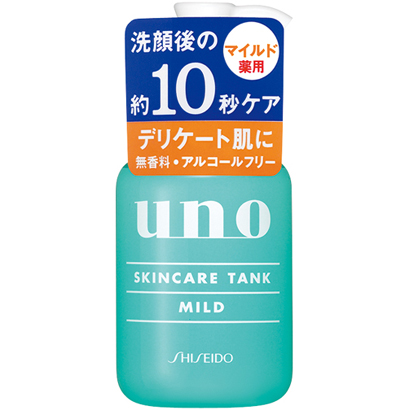 洗顔後の
マイルド
薬用
約10秒ケア
デリケート肌に
無香料・アルコールフリー
uno
SKINCARE TANK
MILD
SHISEIDO